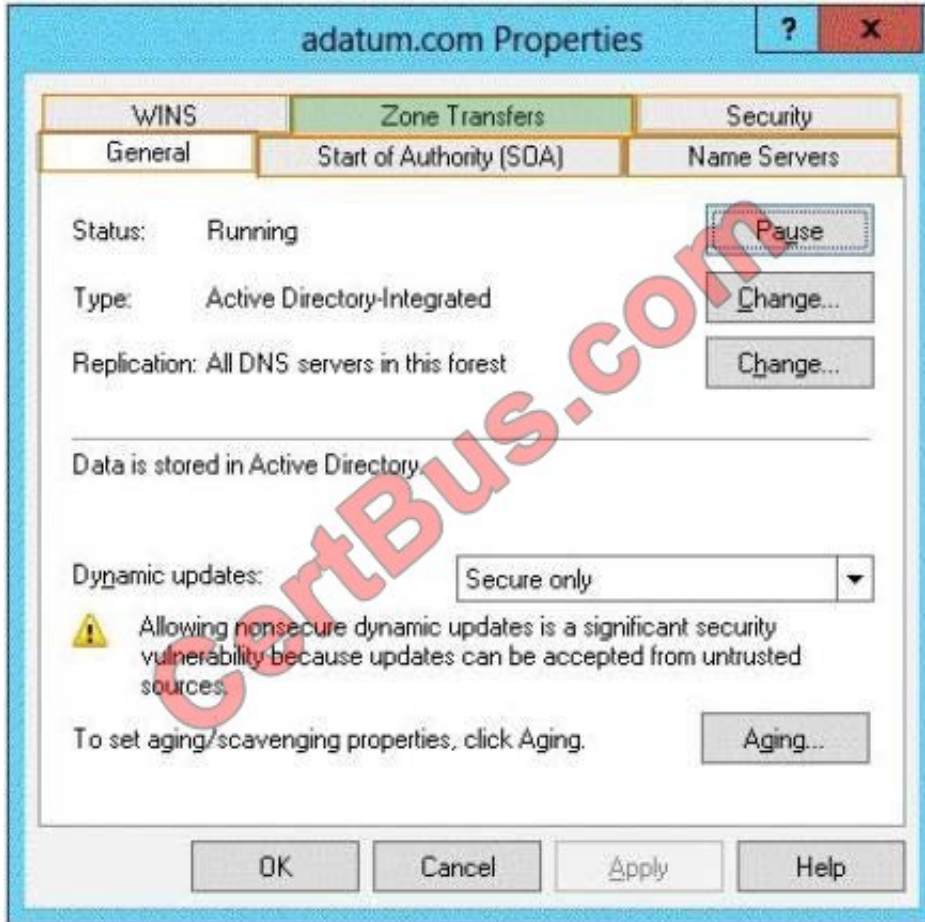 adatum.com Properties
?
x
WINS
Zone Transfers
Security
General
Start of Authority (SOA)
Name Servers
Status: Running
Pause
Type: Active Directory-Integrated
Change...
Replication: All DNS servers in this forest
Change...
Data is stored in Active Directory.
Dynamic updates:
Secure only
Allowing nonsecure dynamic updates is a significant security
vulnerability because updates can be accepted from untrusted
sources.
To set aging/scavenging properties, click Aging.
Aging...
OK
Cancel
Apply
Help
CertBus.com